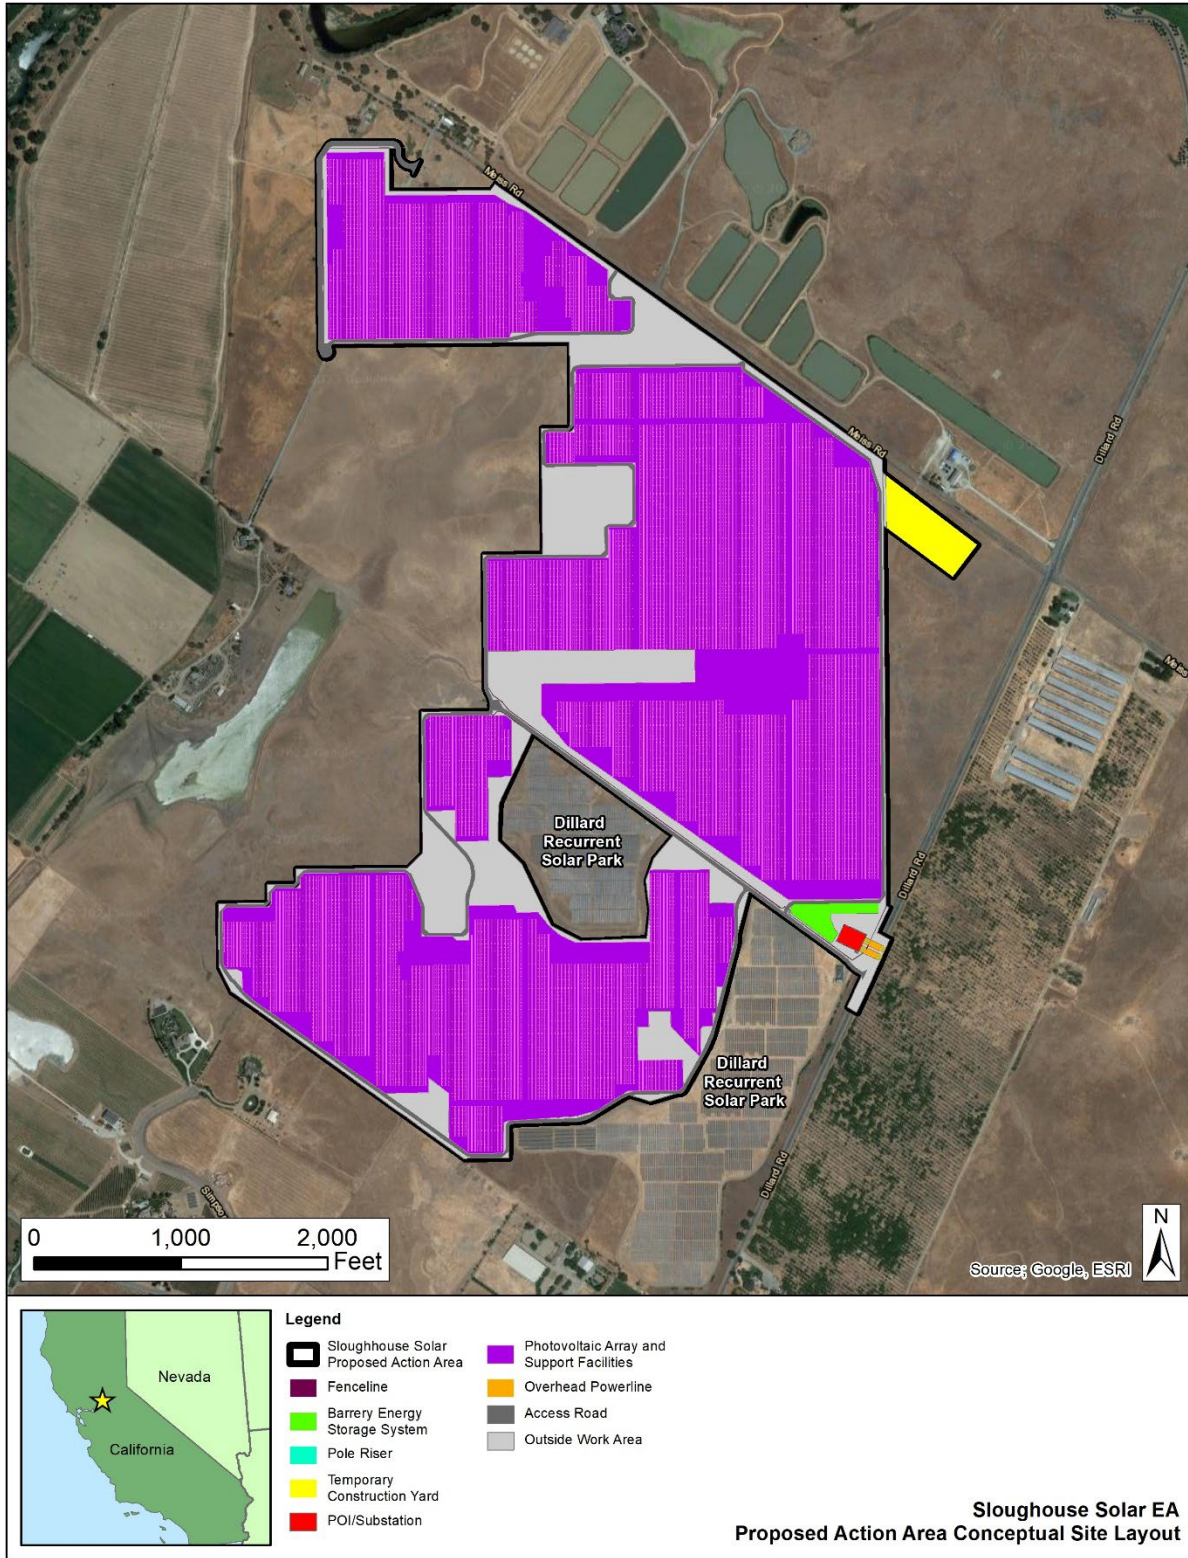 Meiss Rd
Meiss Rd
Dillard Rd
Meiss
Dillard
Recurrent
Solar Park
Dillard Rd
Dillard
Recurrent
Solar Park
Dillard Rd
0 1,000 2,000
Feet
N
Source; Google, ESRI
Nevada
California
Legend
Sloughhouse Solar
Proposed Action Area
Fenceline
Barrery Energy
Storage System
Pole Riser
Temporary
Construction Yard
POI/Substation
Photovoltaic Array and
Support Facilities
Overhead Powerline
Access Road
Outside Work Area
Sloughouse Solar EA
Proposed Action Area Conceptual Site Layout